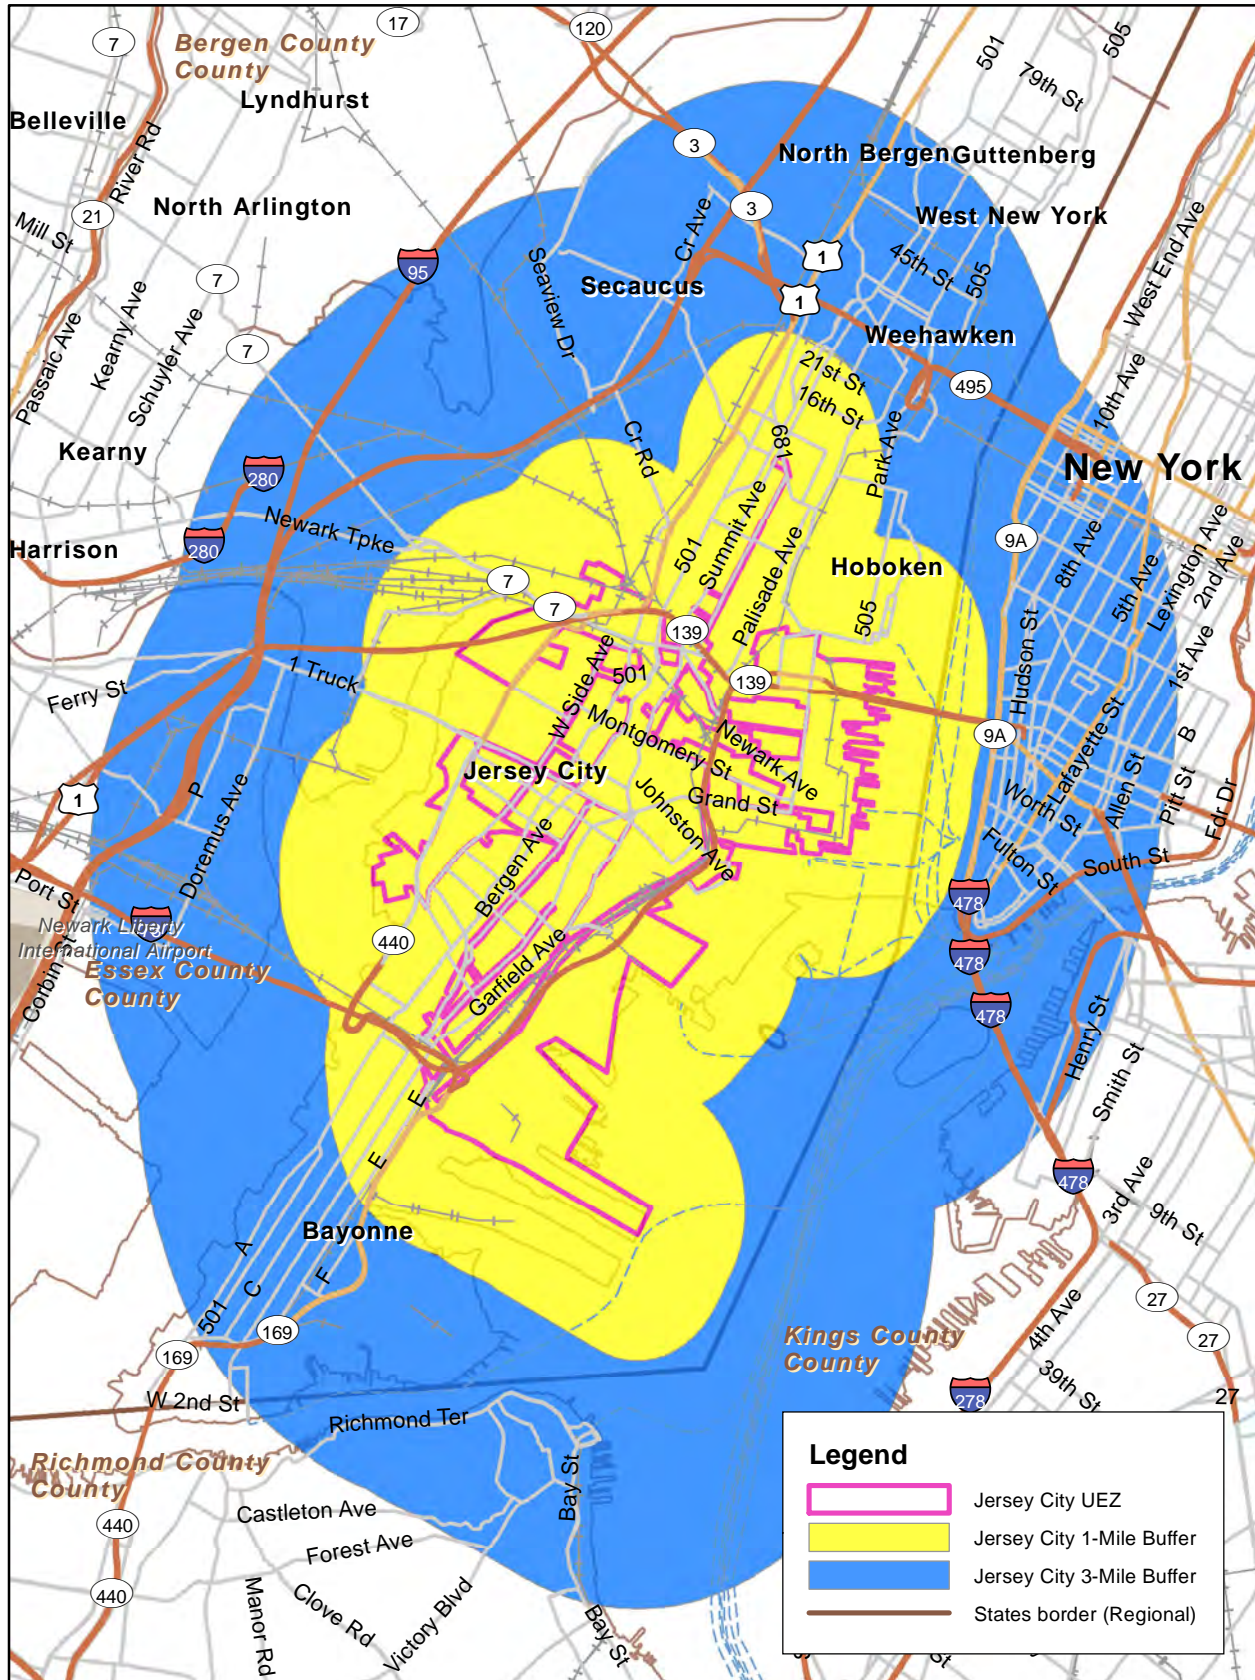 17
120
7
Bergen County
County
501
505
79th St
Lyndhurst
Belleville
River Rd
3
North Bergen
Guttenberg
21
North Arlington
3
West New York
Mill St
Cr Ave
1
45th St
505
West End Ave
95
7
Seaview Dr
Secaucus
1
Weehawken
Passaic Ave
Kearny Ave
Schuyler Ave
7
21st St
16th St
495
10th Ave
Kearny
Cr Rd
681
Park Ave
New York
280
Newark Tpke
Summit Ave
9A
8th Ave
5th Ave
Lexington Ave
2nd Ave
Harrison
280
501
Palisade Ave
Hoboken
7
7
505
139
Hudson St
1st Ave
1 Truck
W Side Ave
501
139
Ferry St
Montgomery St
Newark Ave
9A
Lafayette St
B
Jersey City
Grand St
Worth St
Allen St
Pitt St
Fdr Dr
1
P
Doremus Ave
Johnston Ave
Fulton St
South St
Port St
Bergen Ave
478
Newark Liberty
International Airport
440
478
Corbin St
Essex County
County
Garfield Ave
478
Henry St
Smith St
E
E
478
3rd Ave
9th St
Bayonne
A
C
F
501
169
169
27
27
27
4th Ave
39th St
Kings County
County
278
W 2nd St
Richmond Ter
Richmond County
County
Bay St
440
Castleton Ave
Forest Ave
440
Manor Rd
Clove Rd
Victory Blvd
Bay St
Legend
Jersey City UEZ
Jersey City 1-Mile Buffer
Jersey City 3-Mile Buffer
States border (Regional)
St